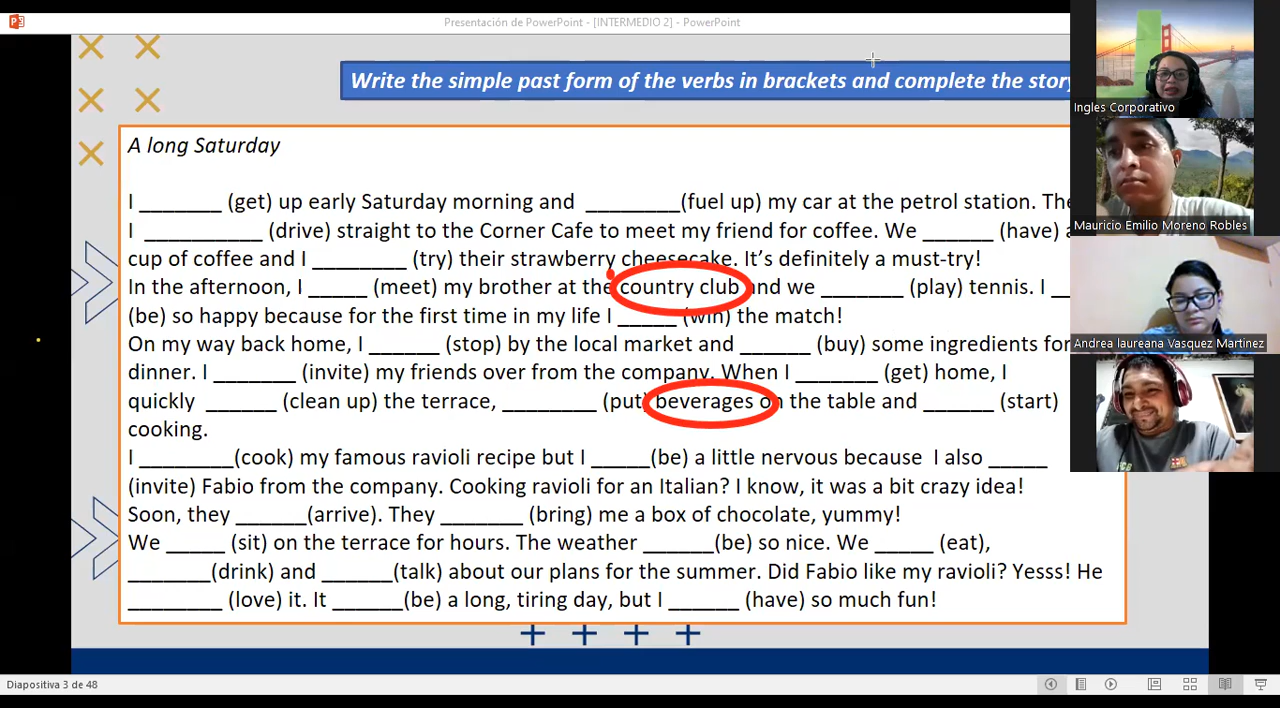 Presentación de PowerPoint - [INTERMEDIO 2] - PowerPoint
Write the simple past form of the verbs in brackets and complete the story
A long Saturday
I _______ (get) up early Saturday morning and ________(fuel up) my car at the petrol station. The
I __________ (drive) straight to the Corner Cafe to meet my friend for coffee. We ______ (have) a
cup of coffee and I ________ (try) their strawberry cheesecake. It’s definitely a must-try!
In the afternoon, I _____ (meet) my brother at the country club and we _______ (play) tennis. I __
(be) so happy because for the first time in my life I _____ (win) the match!
On my way back home, I ______ (stop) by the local market and ______ (buy) some ingredients for
dinner. I _______ (invite) my friends over from the company. When I _______ (get) home, I
quickly ______ (clean up) the terrace, ________ (put) beverages on the table and ______ (start)
cooking.
I ________(cook) my famous ravioli recipe but I _____(be) a little nervous because I also _____
(invite) Fabio from the company. Cooking ravioli for an Italian? I know, it was a bit crazy idea!
Soon, they ______(arrive). They _______ (bring) me a box of chocolate, yummy!
We _____ (sit) on the terrace for hours. The weather ______(be) so nice. We _____ (eat),
_______(drink) and ______(talk) about our plans for the summer. Did Fabio like my ravioli? Yesss! He
________ (love) it. It ______(be) a long, tiring day, but I ______ (have) so much fun!
Ingles Corporativo
Mauricio Emilio Moreno Robles
Andrea laureana Vasquez Martinez
Diapositiva 3 de 48